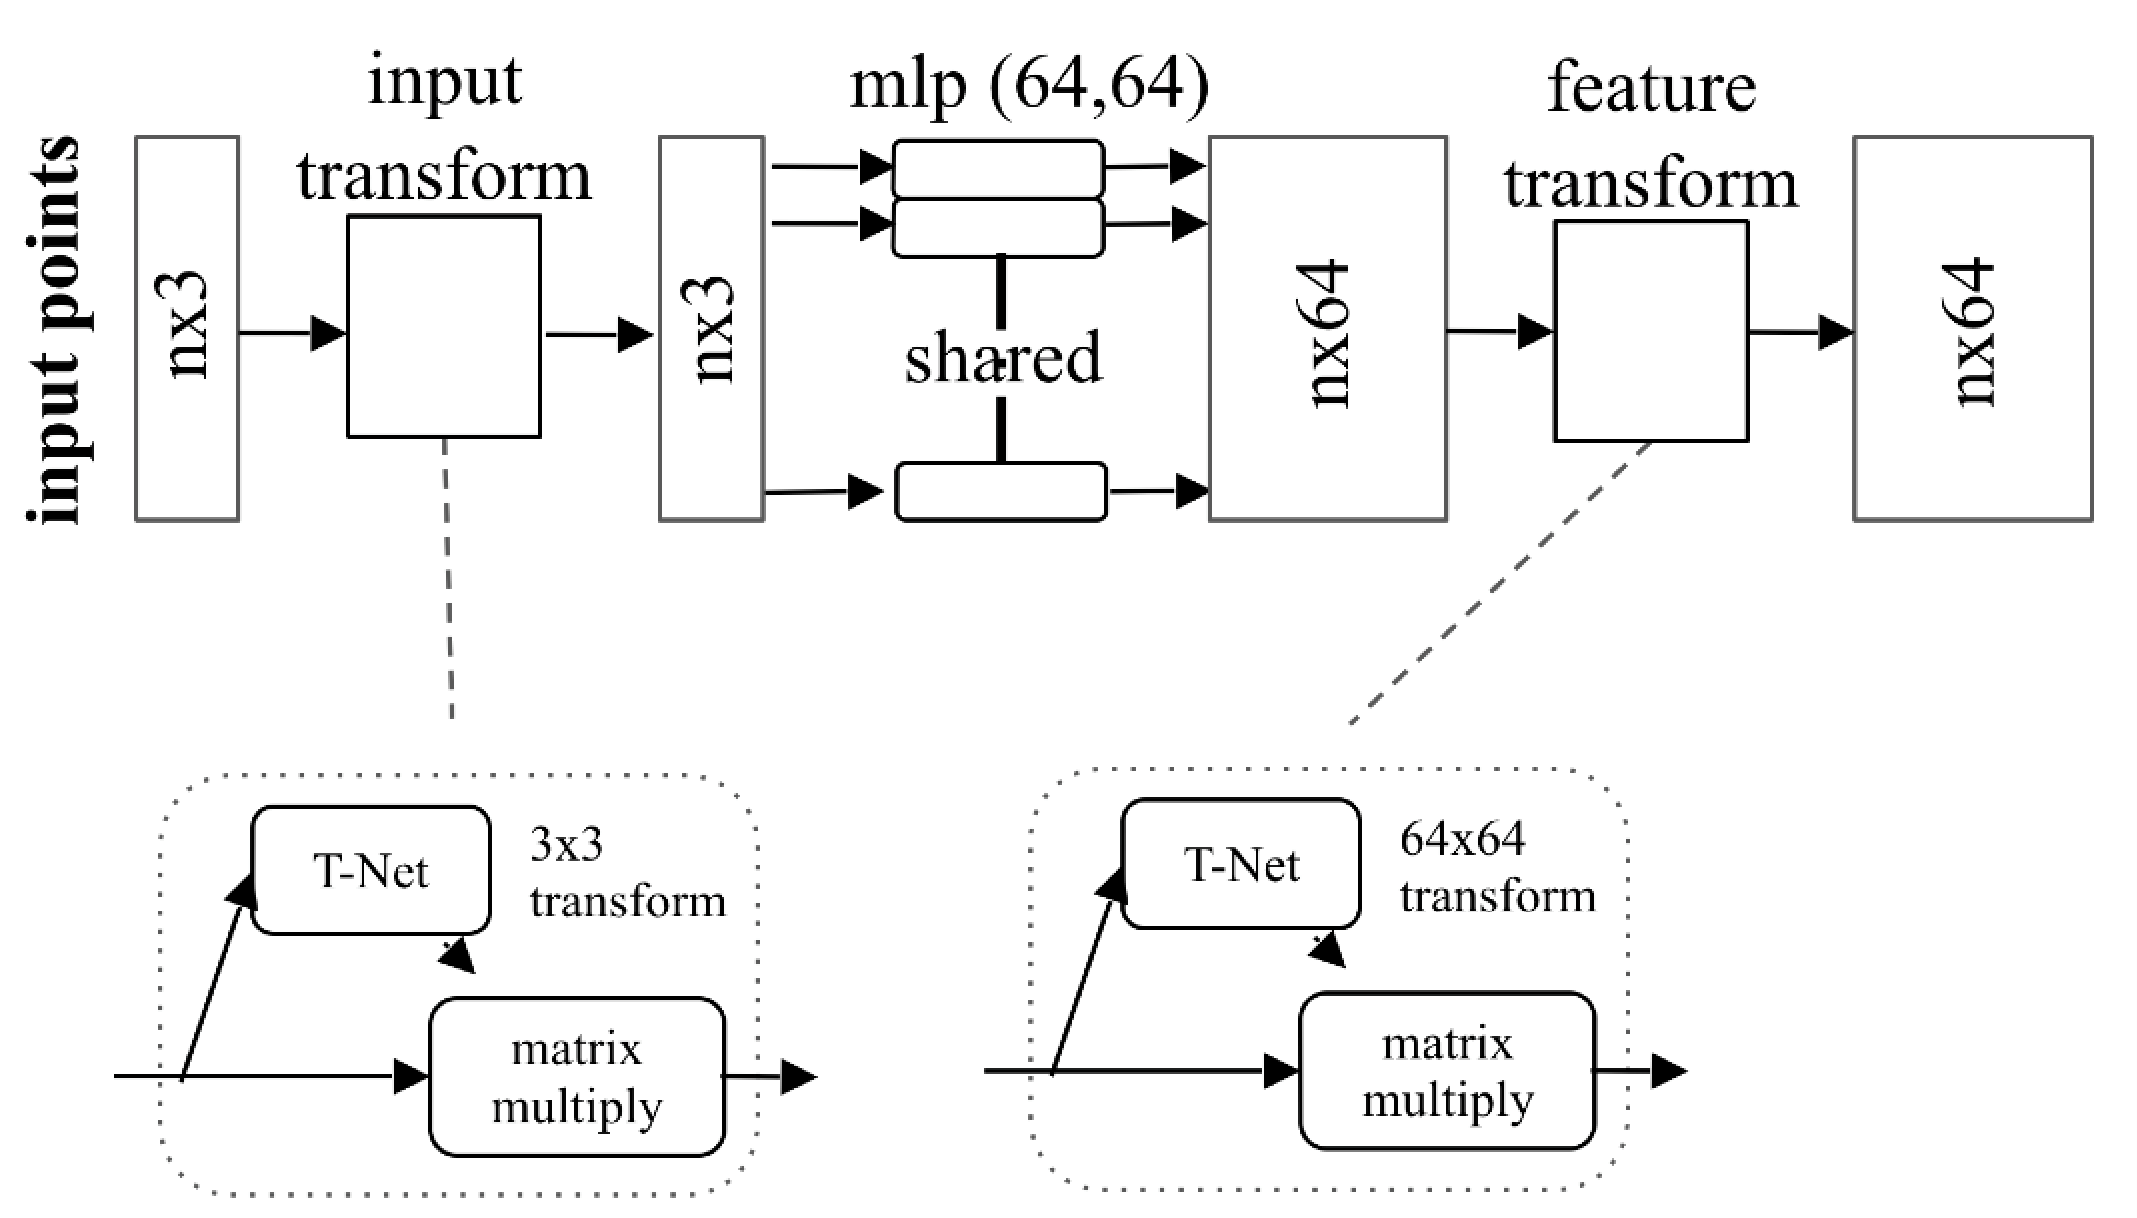 input points
nx3
input
transform
nx3
mlp (64,64)
shared
nx64
feature
transform
nx64
T-Net
3x3
transform
matrix
multiply
T-Net
64x64
transform
matrix
multiply